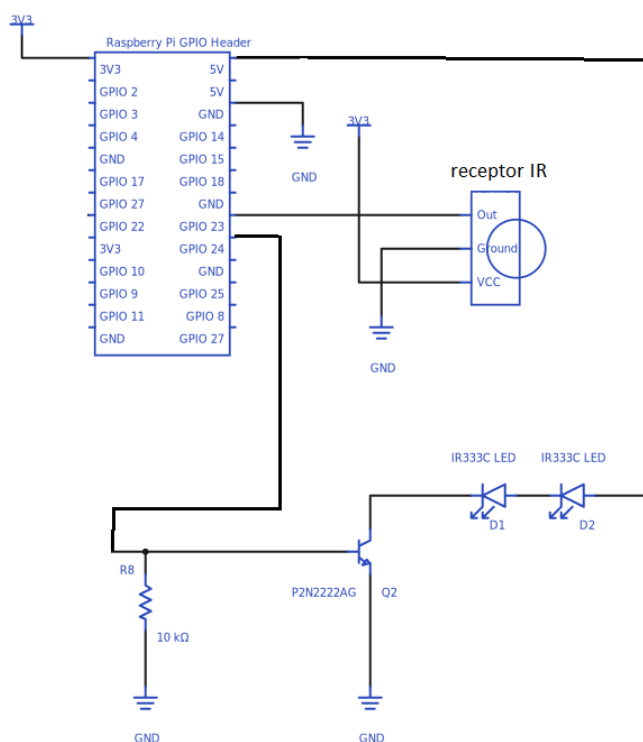 3V3
Raspberry Pi GPIO Header
3V3
5V
GPIO 2
5V
GPIO 3
GND
GPIO 4
GPIO 14
GND
GPIO 15
GPIO 17
GPIO 18
GPIO 27
GND
GPIO 22
GPIO 23
3V3
GPIO 24
GPIO 10
GND
GPIO 9
GPIO 25
GPIO 11
GPIO 8
GND
GPIO 27
GND
3V3
receptor IR
Out
Ground
VCC
GND
IR333C LED
IR333C LED
D1
D2
R8
10 kΩ
P2N2222AG
Q2
GND
GND